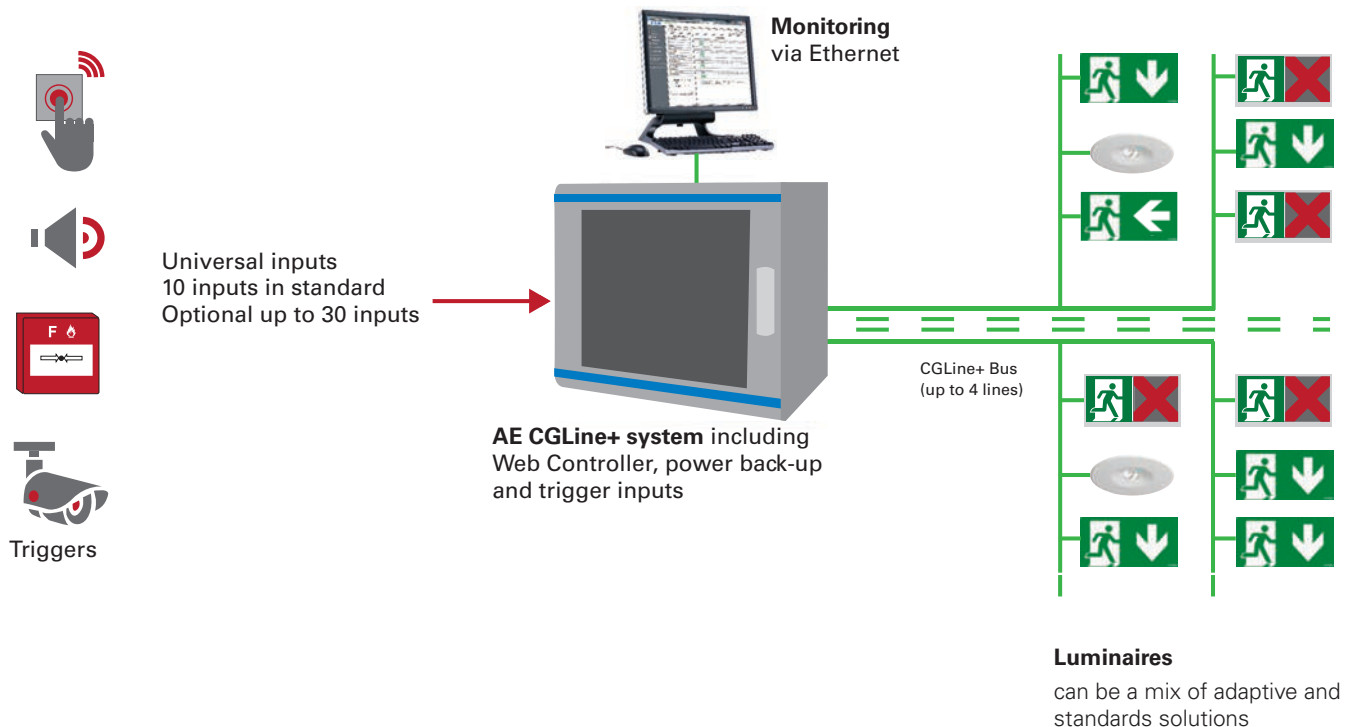 Monitoring
via Ethernet
Universal inputs
10 inputs in standard
Optional up to 30 inputs
F
CGLine+ Bus
(up to 4 lines)
AE CGLine+ system including
Web Controller, power back-up
and trigger inputs
Triggers
Luminaires
can be a mix of adaptive and
standards solutions